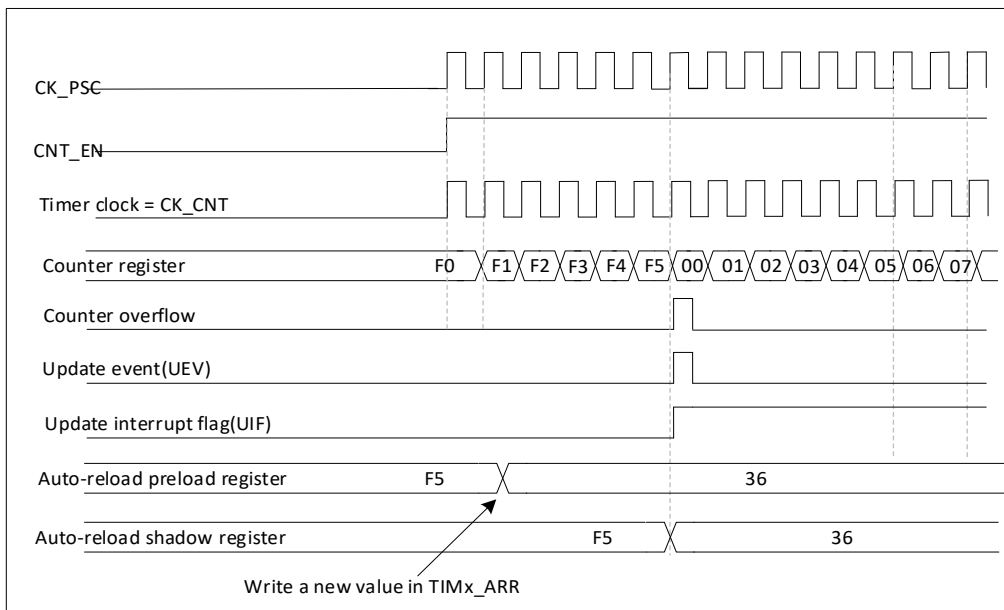 CK_PSC
CNT_EN
Timer clock = CK_CNT
Counter register F0 F1 F2 F3 F4 F5 00 01 02 03 04 05 06 07
Counter overflow
Update event(UEV)
Update interrupt flag(UIF)
Auto-reload preload register F5 36
Auto-reload shadow register F5 36
Write a new value in TIMx_ARR